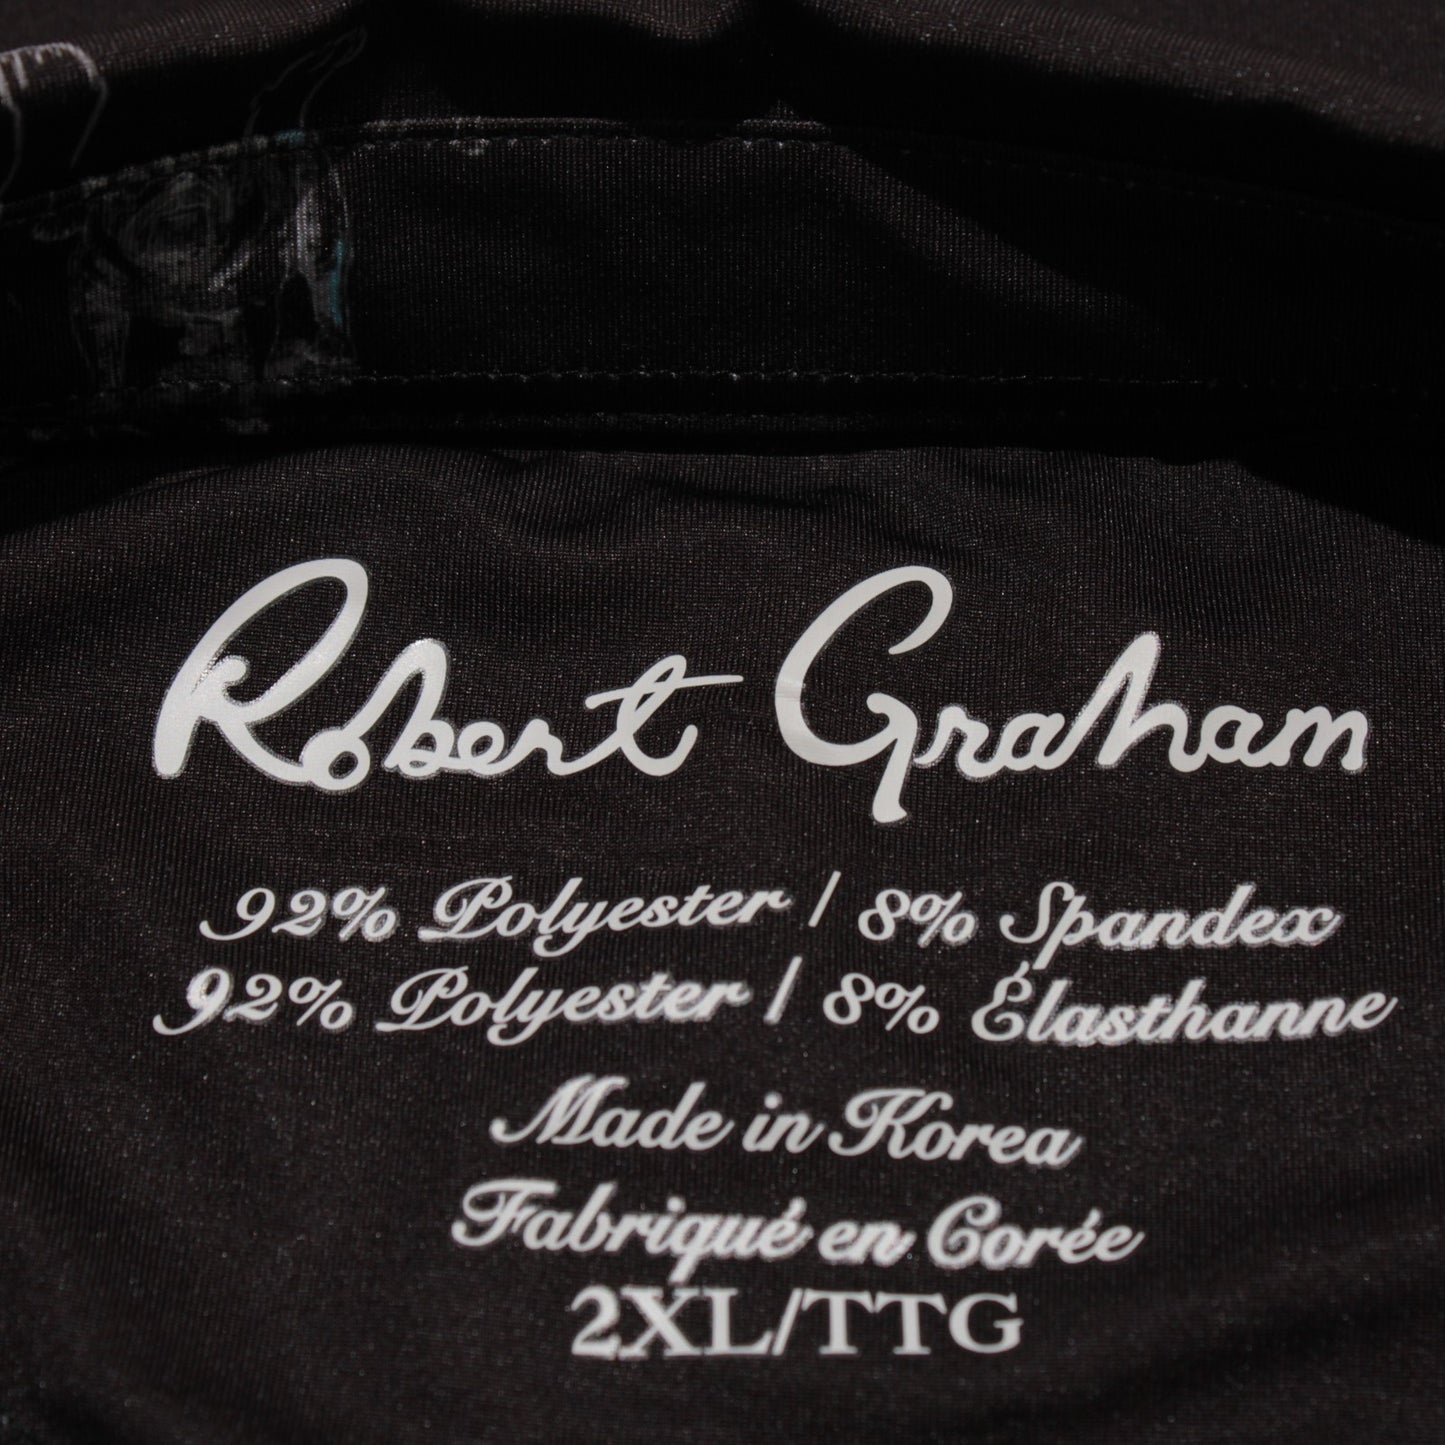 Robert Graham
92% Polyester / 8% Spandex
92% Polyester / 8% Élasthanne
Made in Korea
Fabriqué en Corée
2XL/TTG